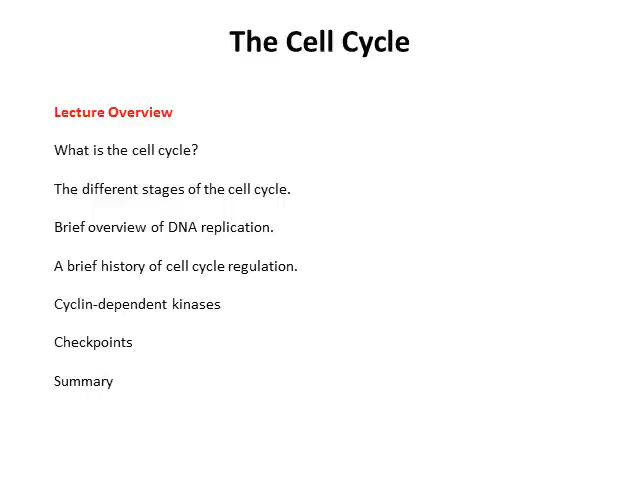 The Cell Cycle
Lecture Overview
What is the cell cycle?
The different stages of the cell cycle.
Brief overview of DNA replication.
A brief history of cell cycle regulation.
Cyclin-dependent kinases
Checkpoints
Summary